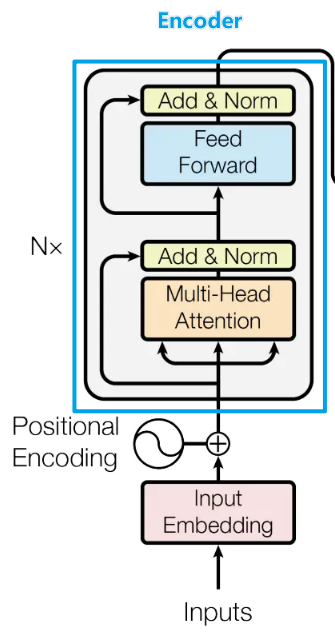 Encoder
Add & Norm
Feed
Forward
N×
Add & Norm
Multi-Head
Attention
Positional
Encoding
Input
Embedding
Inputs